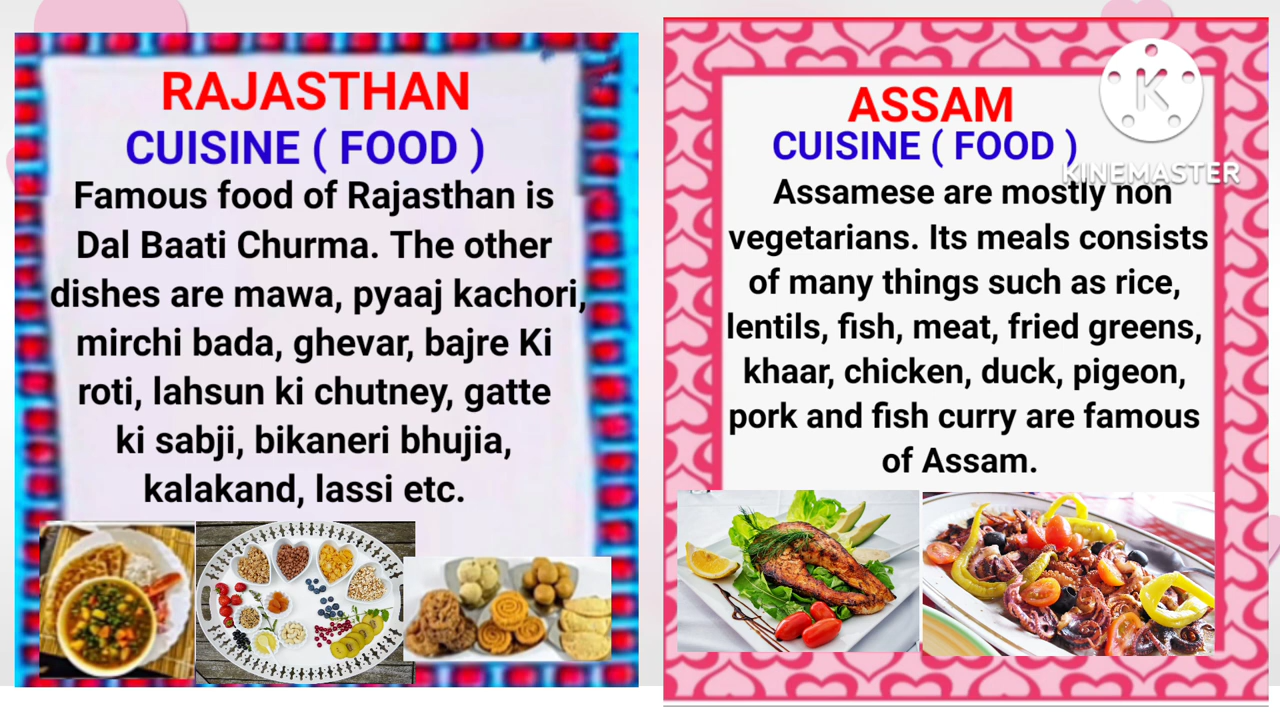 RAJASTHAN
CUISINE ( FOOD )
Famous food of Rajasthan is
Dal Baati Churma. The other
dishes are mawa, pyaaj kachori,
mirchi bada, ghevar, bajre Ki
roti, lahsun ki chutney, gatte
ki sabji, bikaneri bhujia,
kalakand, lassi etc.
ASSAM
CUISINE ( FOOD )
K
KINEMASTER
Assamese are mostly non
vegetarians. Its meals consists
of many things such as rice,
lentils, fish, meat, fried greens,
khaar, chicken, duck, pigeon,
pork and fish curry are famous
of Assam.